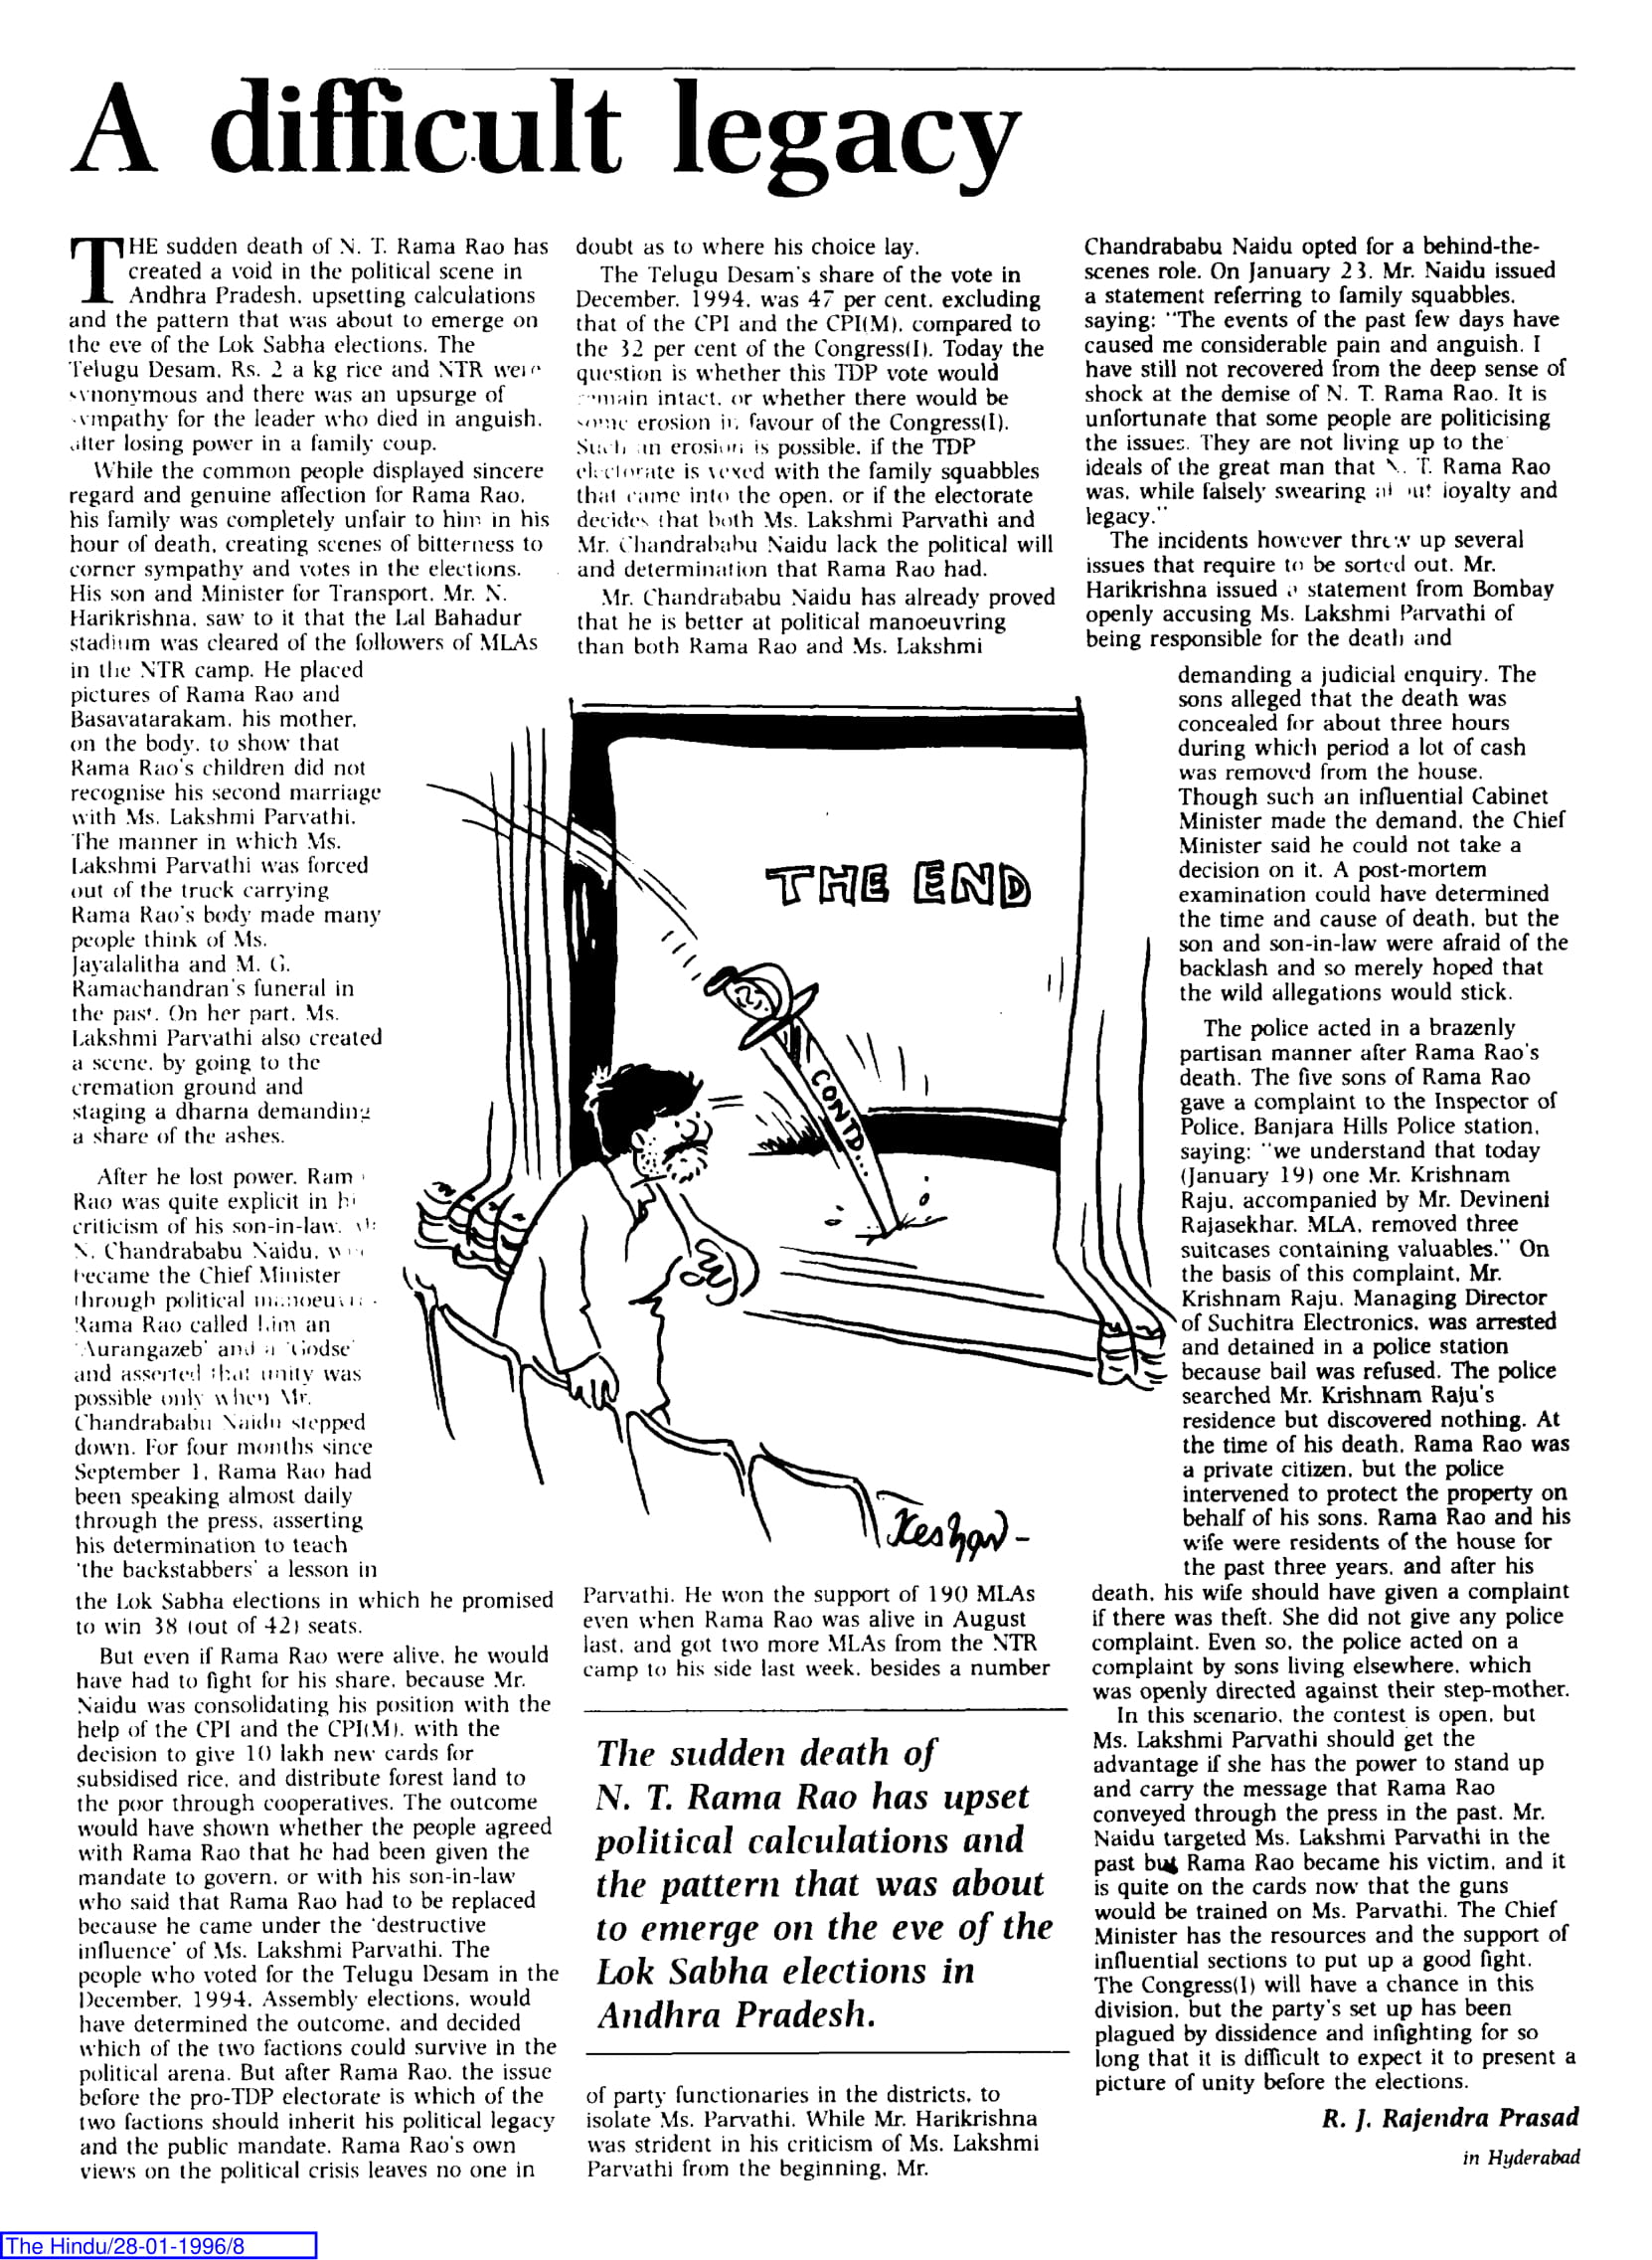 A difficult legacy
THE sudden death of N. T. Rama Rao has
created a void in the political scene in
Andhra Pradesh, upsetting calculations
and the pattern that was about to emerge on
the eve of the Lok Sabha elections. The
Telugu Desam, Rs. 2 a kg rice and NTR were
synonymous and there was an upsurge of
sympathy for the leader who died in anguish,
after losing power in a family coup.
While the common people displayed sincere
regard and genuine affection for Rama Rao,
his family was completely unfair to him in his
hour of death, creating scenes of bitterness to
corner sympathy and votes in the elections.
His son and Minister for Transport, Mr. N.
Harikrishna, saw to it that the Lal Bahadur
stadium was cleared of the followers of MLAs
in the NTR camp. He placed
pictures of Rama Rao and
Basavatarakam, his mother,
on the body, to show that
Rama Rao's children did not
recognise his second marriage
with Ms. Lakshmi Parvathi.
The manner in which Ms.
Lakshmi Parvathi was forced
out of the truck carrying
Rama Rao's body made many
people think of Ms.
Jayalalitha and M. G.
Ramachandran's funeral in
the past. On her part, Ms.
Lakshmi Parvathi also created
a scene, by going to the
cremation ground and
staging a dharna demanding
a share of the ashes.
After he lost power, Ram
Rao was quite explicit in hi
criticism of his son-in-law,
N. Chandrababu Naidu, w
became the Chief Minister
through political manoeuv
Rama Rao called him an
'Aurangazeb' and a 'Godse'
and asserted that unity was
possible only when Mr.
Chandrababu Naidu stepped
down. For four months since
September 1, Rama Rao had
been speaking almost daily
through the press, asserting
his determination to teach
'the backstabbers' a lesson in
the Lok Sabha elections in which he promised
to win 38 (out of 42) seats.
But even if Rama Rao were alive, he would
have had to fight for his share, because Mr.
Naidu was consolidating his position with the
help of the CPI and the CPI(M), with the
decision to give 10 lakh new cards for
subsidised rice, and distribute forest land to
the poor through cooperatives. The outcome
would have shown whether the people agreed
with Rama Rao that he had been given the
mandate to govern, or with his son-in-law
who said that Rama Rao had to be replaced
because he came under the 'destructive
influence' of Ms. Lakshmi Parvathi. The
people who voted for the Telugu Desam in the
December, 1994, Assembly elections, would
have determined the outcome, and decided
which of the two factions could survive in the
political arena. But after Rama Rao, the issue
before the pro-TDP electorate is which of the
two factions should inherit his political legacy
and the public mandate. Rama Rao's own
views on the political crisis leaves no one in
doubt as to where his choice lay.
The Telugu Desam's share of the vote in
December, 1994, was 47 per cent, excluding
that of the CPI and the CPI(M), compared to
the 32 per cent of the Congress(I). Today the
question is whether this TDP vote would
remain intact, or whether there would be
some erosion in favour of the Congress(I).
Such an erosion is possible, if the TDP
electorate is vexed with the family squabbles
that came into the open, or if the electorate
decides that both Ms. Lakshmi Parvathi and
Mr. Chandrababu Naidu lack the political will
and determination that Rama Rao had.
Mr. Chandrababu Naidu has already proved
that he is better at political manoeuvring
than both Rama Rao and Ms. Lakshmi
THE END
CONTD...
Keshav
Parvathi. He won the support of 190 MLAs
even when Rama Rao was alive in August
last, and got two more MLAs from the NTR
camp to his side last week, besides a number
The sudden death of
N. T. Rama Rao has upset
political calculations and
the pattern that was about
to emerge on the eve of the
Lok Sabha elections in
Andhra Pradesh.
of party functionaries in the districts, to
isolate Ms. Parvathi. While Mr. Harikrishna
was strident in his criticism of Ms. Lakshmi
Parvathi from the beginning, Mr.
Chandrababu Naidu opted for a behind-the-
scenes role. On January 23, Mr. Naidu issued
a statement referring to family squabbles,
saying: "The events of the past few days have
caused me considerable pain and anguish. I
have still not recovered from the deep sense of
shock at the demise of N. T. Rama Rao. It is
unfortunate that some people are politicising
the issues. They are not living up to the
ideals of the great man that N. T. Rama Rao
was, while falsely swearing about loyalty and
legacy."
The incidents however threw up several
issues that require to be sorted out. Mr.
Harikrishna issued a statement from Bombay
openly accusing Ms. Lakshmi Parvathi of
being responsible for the death and
demanding a judicial enquiry. The
sons alleged that the death was
concealed for about three hours
during which period a lot of cash
was removed from the house.
Though such an influential Cabinet
Minister made the demand, the Chief
Minister said he could not take a
decision on it. A post-mortem
examination could have determined
the time and cause of death, but the
son and son-in-law were afraid of the
backlash and so merely hoped that
the wild allegations would stick.
The police acted in a brazenly
partisan manner after Rama Rao's
death. The five sons of Rama Rao
gave a complaint to the Inspector of
Police, Banjara Hills Police station,
saying: "we understand that today
(January 19) one Mr. Krishnam
Raju, accompanied by Mr. Devineni
Rajasekhar, MLA, removed three
suitcases containing valuables." On
the basis of this complaint, Mr.
Krishnam Raju, Managing Director
of Suchitra Electronics, was arrested
and detained in a police station
because bail was refused. The police
searched Mr. Krishnam Raju's
residence but discovered nothing. At
the time of his death, Rama Rao was
a private citizen, but the police
intervened to protect the property on
behalf of his sons. Rama Rao and his
wife were residents of the house for
the past three years, and after his
death, his wife should have given a complaint
if there was theft. She did not give any police
complaint. Even so, the police acted on a
complaint by sons living elsewhere, which
was openly directed against their step-mother.
In this scenario, the contest is open, but
Ms. Lakshmi Parvathi should get the
advantage if she has the power to stand up
and carry the message that Rama Rao
conveyed through the press in the past. Mr.
Naidu targeted Ms. Lakshmi Parvathi in the
past but Rama Rao became his victim, and it
is quite on the cards now that the guns
would be trained on Ms. Parvathi. The Chief
Minister has the resources and the support of
influential sections to put up a good fight.
The Congress(I) will have a chance in this
division, but the party's set up has been
plagued by dissidence and infighting for so
long that it is difficult to expect it to present a
picture of unity before the elections.
R. J. Rajendra Prasad
in Hyderabad
The Hindu/28-01-1996/8